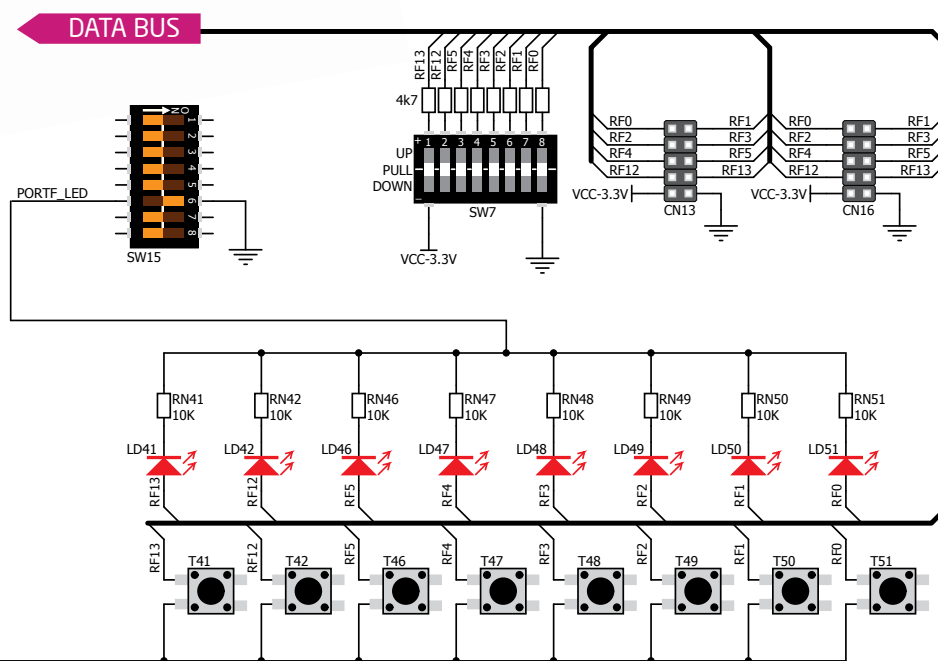 DATA BUS
RF13 RF12 RF5 RF4 RF3 RF2 RF1 RF0
4k7
ON
1 2 3 4 5 6 7 8
SW15
PORTF_LED
+ 1 2 3 4 5 6 7 8
UP
PULL
DOWN
–
SW7
VCC-3.3V
RF0 RF1
RF2 RF3
RF4 RF5
RF12 RF13
VCC-3.3V
CN13
RF0 RF1
RF2 RF3
RF4 RF5
RF12 RF13
VCC-3.3V
CN16
RN41 RN42 RN46 RN47 RN48 RN49 RN50 RN51
10K 10K 10K 10K 10K 10K 10K 10K
LD41 LD42 LD46 LD47 LD48 LD49 LD50 LD51
RF13 RF12 RF5 RF4 RF3 RF2 RF1 RF0
RF13 RF12 RF5 RF4 RF3 RF2 RF1 RF0
T41 T42 T46 T47 T48 T49 T50 T51